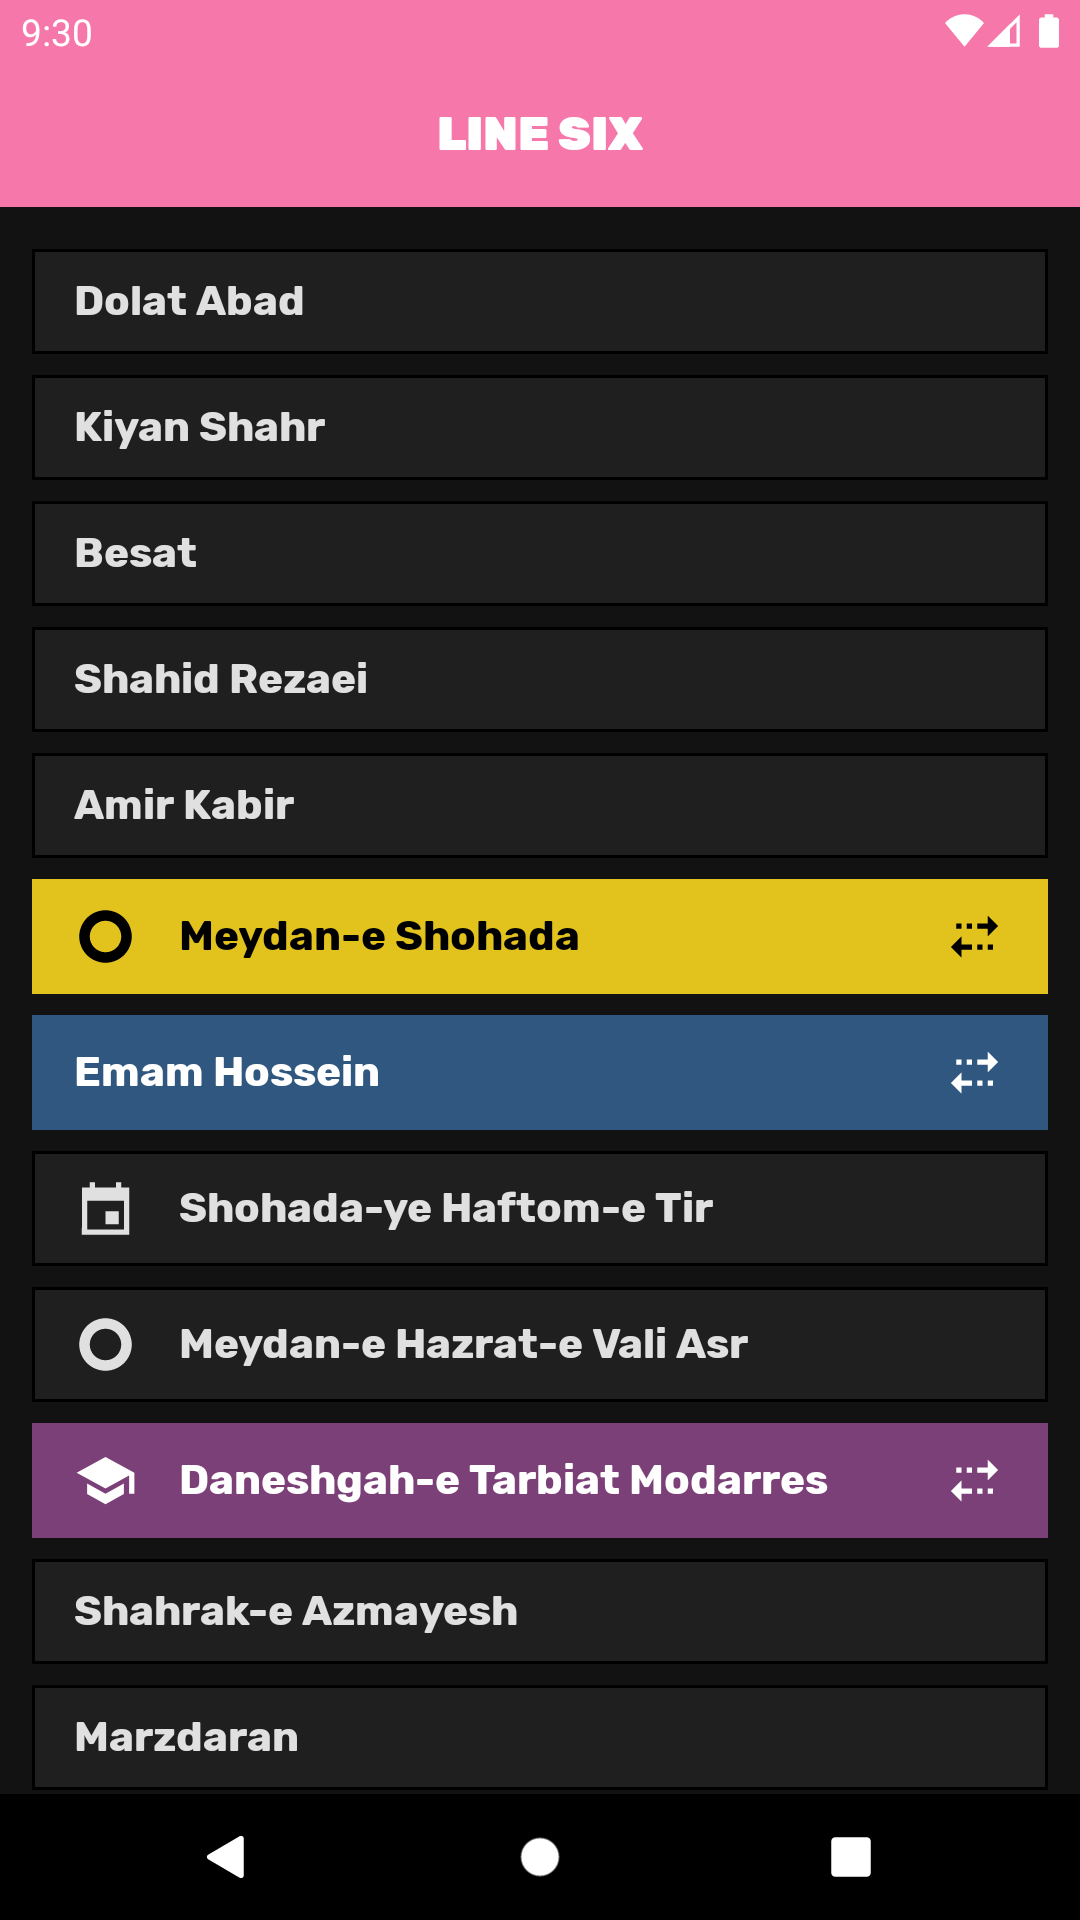 9:30
LINE SIX
Dolat Abad
Kiyan Shahr
Besat
Shahid Rezaei
Amir Kabir
Meydan-e Shohada
Emam Hossein
Shohada-ye Haftom-e Tir
Meydan-e Hazrat-e Vali Asr
Daneshgah-e Tarbiat Modarres
Shahrak-e Azmayesh
Marzdaran